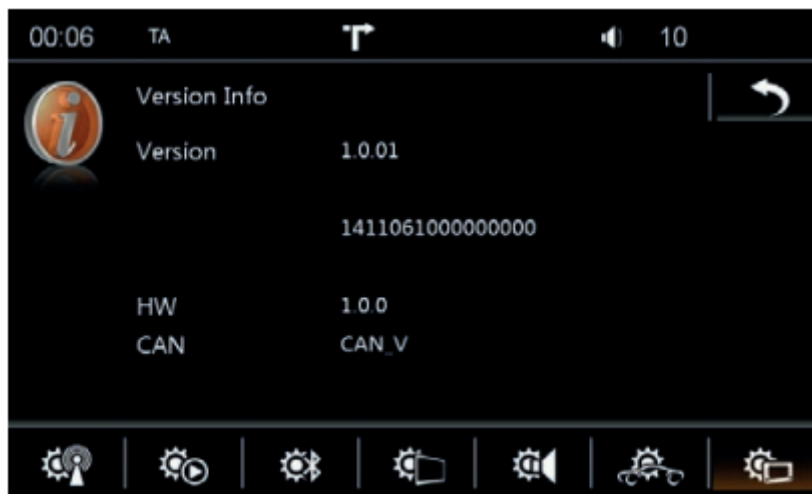 00:06 TA 10
Version Info
Version 1.0.01
1411061000000000
HW 1.0.0
CAN CAN_V